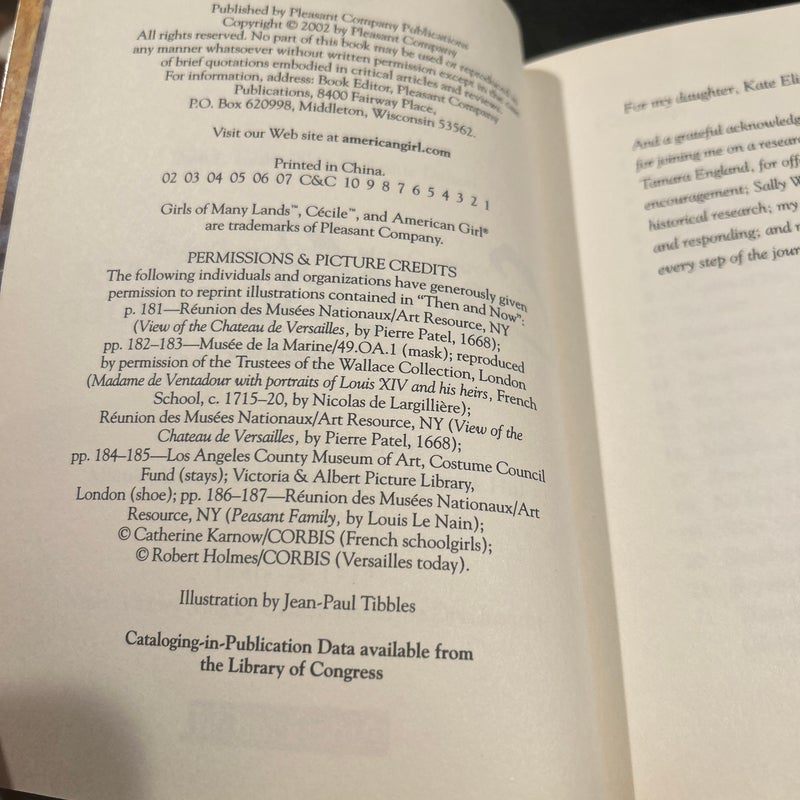 Published by Pleasant Company Publications
Copyright © 2002 by Pleasant Company
All rights reserved. No part of this book may be used or reproduced in
any manner whatsoever without written permission except in the case
of brief quotations embodied in critical articles and reviews.
For information, address: Book Editor, Pleasant Company
Publications, 8400 Fairway Place,
P.O. Box 620998, Middleton, Wisconsin 53562.
Visit our Web site at americangirl.com
Printed in China.
02 03 04 05 06 07 C&C 10 9 8 7 6 5 4 3 2 1
Girls of Many Lands™, Cécile™, and American Girl®
are trademarks of Pleasant Company.
PERMISSIONS & PICTURE CREDITS
The following individuals and organizations have generously given
permission to reprint illustrations contained in “Then and Now”:
p. 181—Réunion des Musées Nationaux/Art Resource, NY
(View of the Chateau de Versailles, by Pierre Patel, 1668);
pp. 182–183—Musée de la Marine/49.OA.1 (mask); reproduced
by permission of the Trustees of the Wallace Collection, London
(Madame de Ventadour with portraits of Louis XIV and his heirs, French
School, c. 1715–20, by Nicolas de Largillière);
Réunion des Musées Nationaux/Art Resource, NY (View of the
Chateau de Versailles, by Pierre Patel, 1668);
pp. 184–185—Los Angeles County Museum of Art, Costume Council
Fund (stays); Victoria & Albert Picture Library,
London (shoe); pp. 186–187—Réunion des Musées Nationaux/Art
Resource, NY (Peasant Family, by Louis Le Nain);
© Catherine Karnow/CORBIS (French schoolgirls);
© Robert Holmes/CORBIS (Versailles today).
Illustration by Jean-Paul Tibbles
Cataloging-in-Publication Data available from
the Library of Congress
For my daughter, Kate Eli
And a grateful acknowledg
for joining me on a resear
Tamara England, for off
encouragement; Sally W
historical research; my
and responding; and
every step of the jour